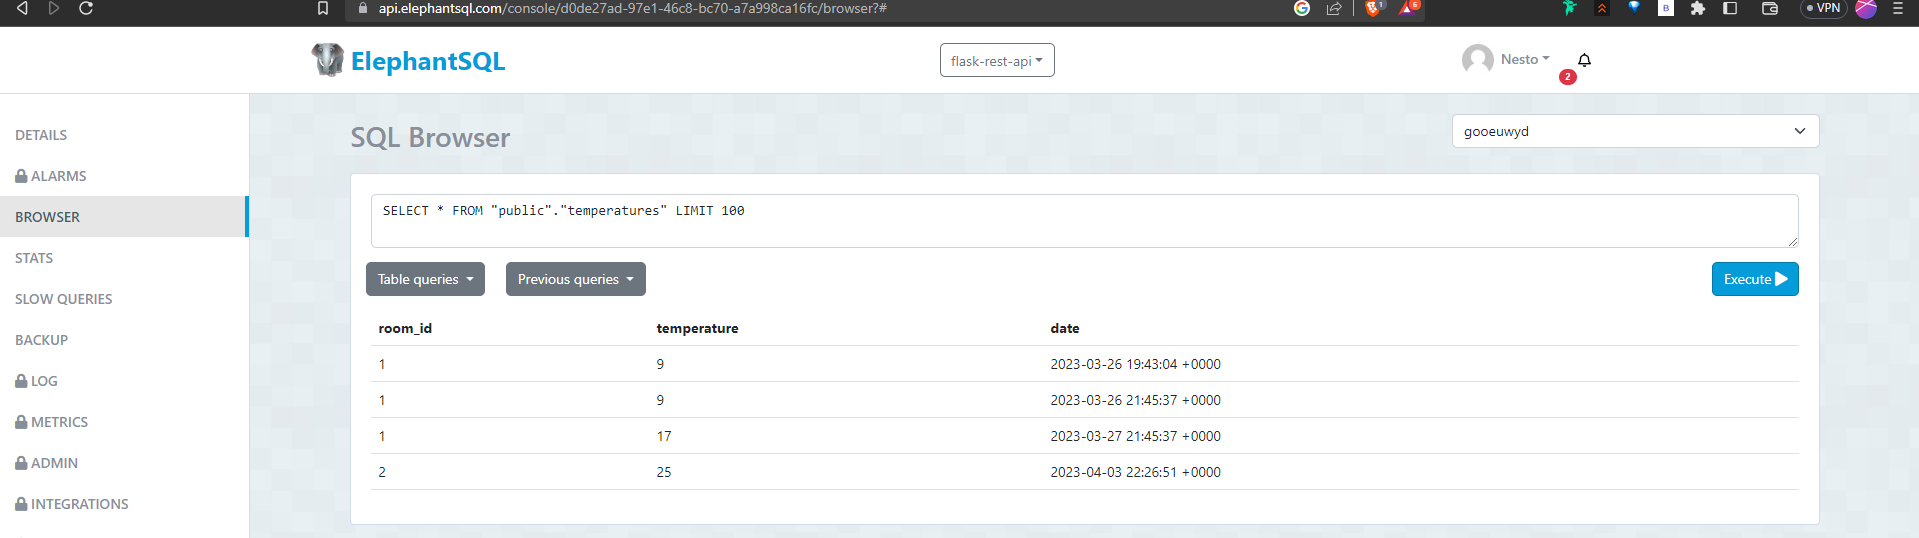 api.elephantsql.com/console/d0de27ad-97e1-46c8-bc70-a7a998ca16fc/browser?#
1
6
B
VPN
ElephantSQL
flask-rest-api
Nesto
2
DETAILS
ALARMS
BROWSER
STATS
SLOW QUERIES
BACKUP
LOG
METRICS
ADMIN
INTEGRATIONS
SQL Browser
gooeuwyd
SELECT * FROM "public"."temperatures" LIMIT 100
Table queries
Previous queries
Execute
room_id temperature date
1 9 2023-03-26 19:43:04 +0000
1 9 2023-03-26 21:45:37 +0000
1 17 2023-03-27 21:45:37 +0000
2 25 2023-04-03 22:26:51 +0000